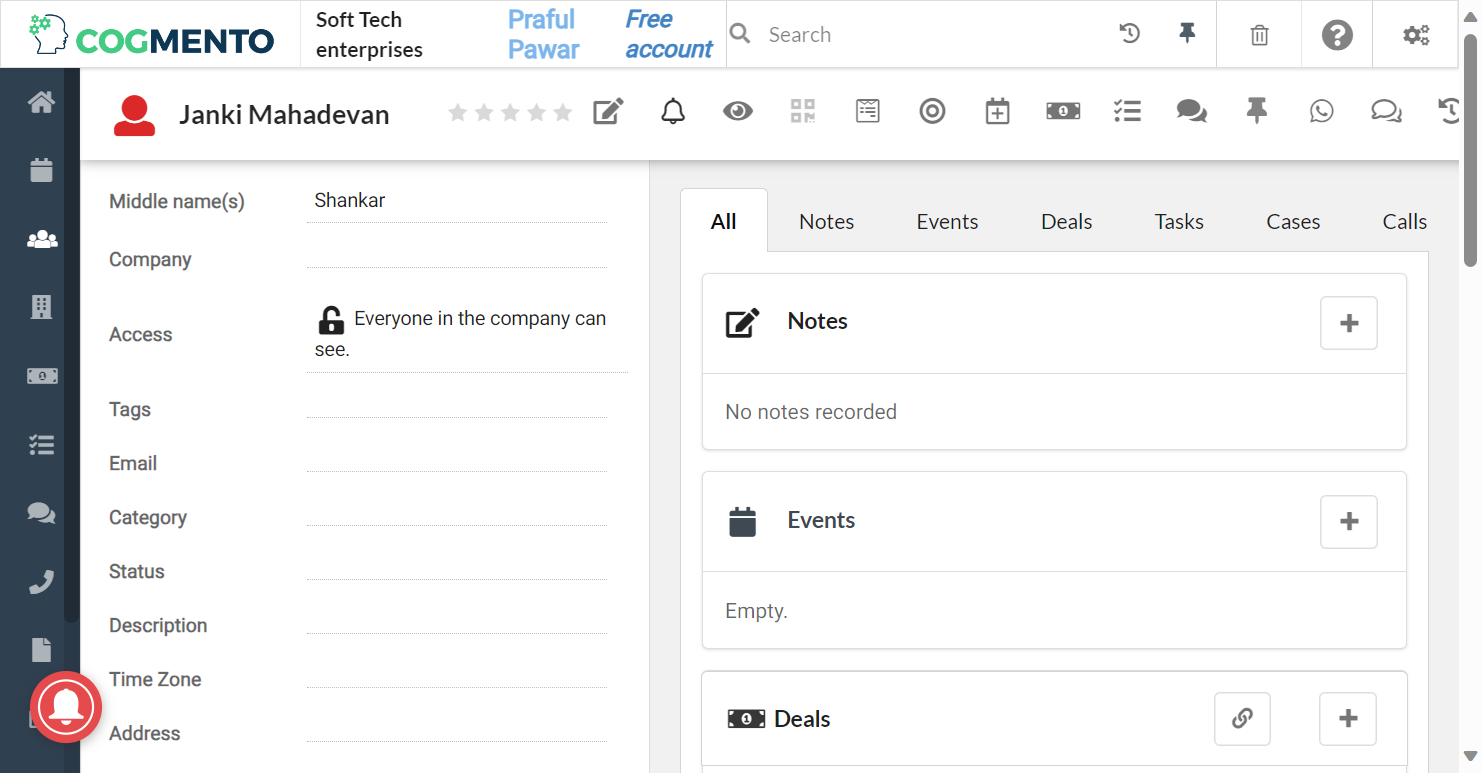 COGMENTO
Soft Tech
enterprises
Praful
Pawar
Free
account
Search
Janki Mahadevan
Middle name(s)
Shankar
Company
Access
Everyone in the company can
see.
Tags
Email
Category
Status
Description
Time Zone
Address
All Notes Events Deals Tasks Cases Calls
Notes
No notes recorded
Events
Empty.
Deals